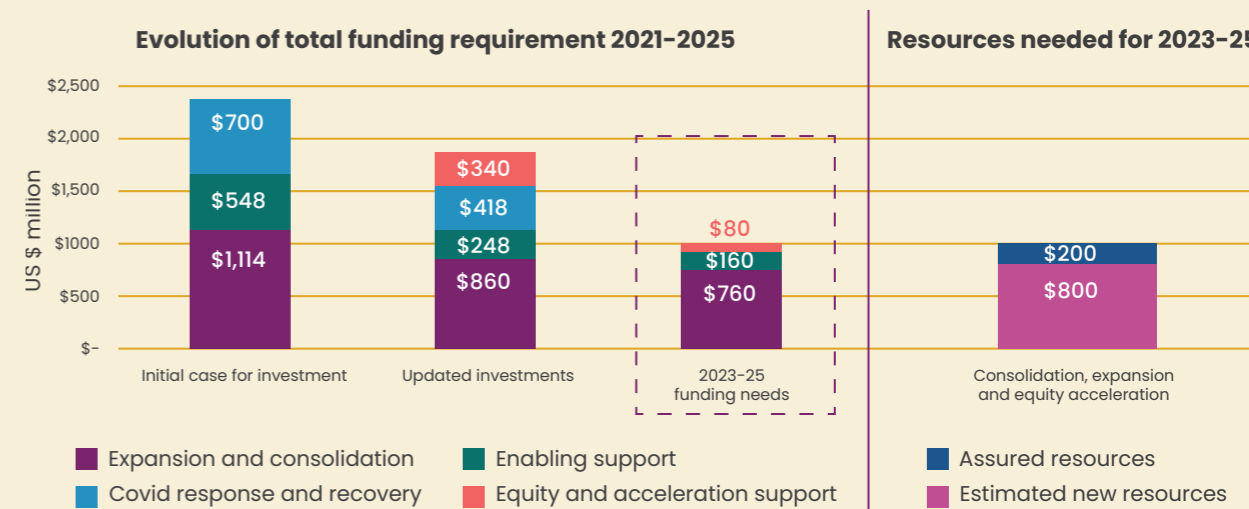 Evolution of total funding requirement 2021-2025
$2,500
$2,000
$1,500
$1000
$500
$-
US $ million
$700
$548
$1,114
$340
$418
$248
$860
$80
$160
$760
Initial case for investment
Updated investments
2023-25
funding needs
Expansion and consolidation
Enabling support
Covid response and recovery
Equity and acceleration support
Resources needed for 2023-25
$200
$800
Consolidation, expansion
and equity acceleration
Assured resources
Estimated new resources